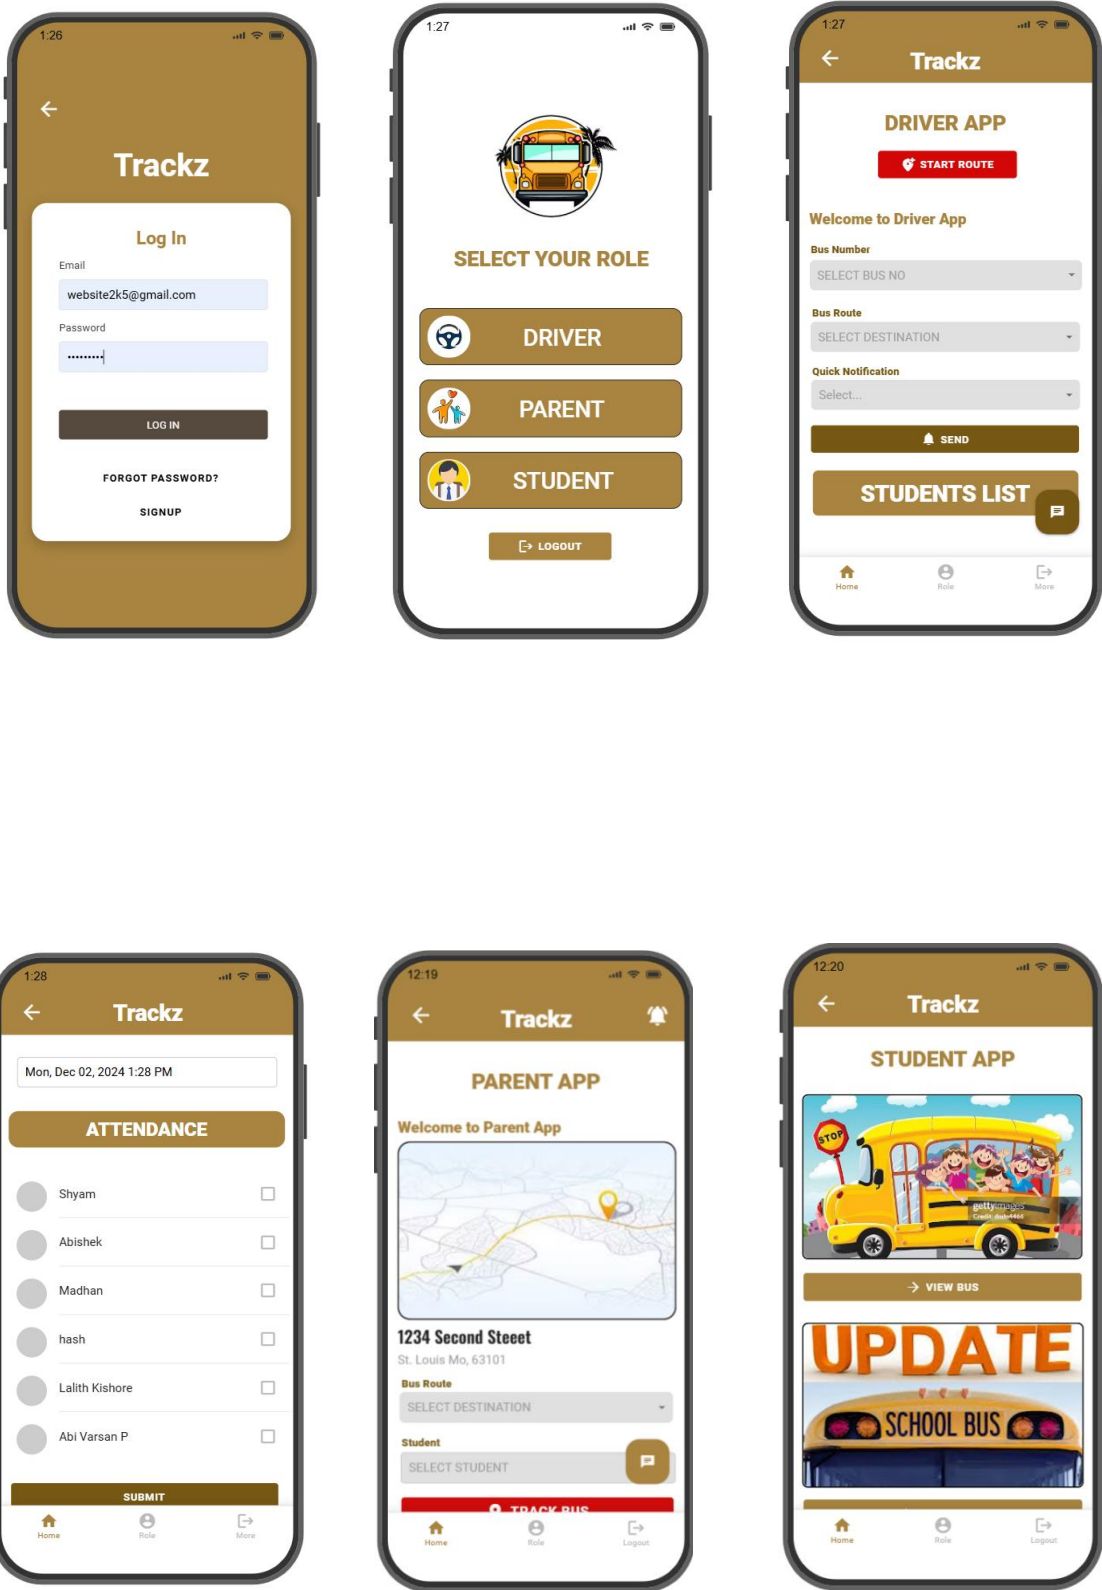 1:26
Trackz
Log In
Email
website2k5@gmail.com
Password
•••••••••
LOG IN
FORGOT PASSWORD?
SIGNUP
1:27
SELECT YOUR ROLE
DRIVER
PARENT
STUDENT
LOGOUT
1:27
Trackz
DRIVER APP
START ROUTE
Welcome to Driver App
Bus Number
SELECT BUS NO
Bus Route
SELECT DESTINATION
Quick Notification
Select...
SEND
STUDENTS LIST
Home Role More
1:28
Trackz
Mon, Dec 02, 2024 1:28 PM
ATTENDANCE
Shyam
Abishek
Madhan
hash
Lalith Kishore
Abi Varsan P
SUBMIT
Home Role More
12:19
Trackz
PARENT APP
Welcome to Parent App
1234 Second Steeet
St. Louis Mo, 63101
Bus Route
SELECT DESTINATION
Student
SELECT STUDENT
TRACK BUS
Home Role Logout
12:20
Trackz
STUDENT APP
STOP
gettyimages
VIEW BUS
UPDATE
SCHOOL BUS
Home Role Logout